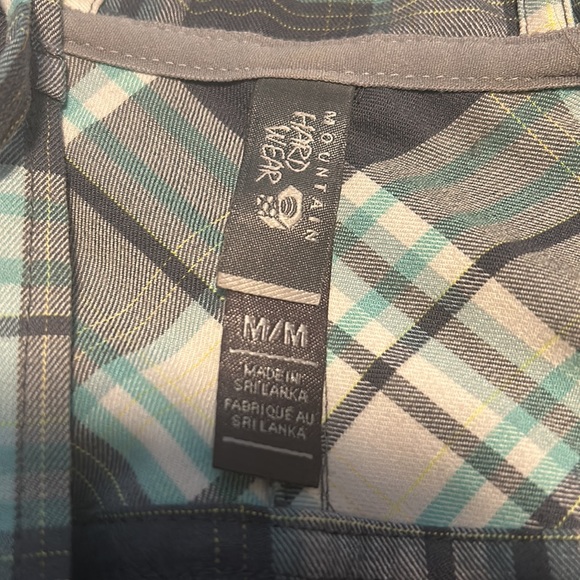 MOUNTAIN
HARD
WEAR
M/M
MADE IN
SRI LANKA
FABRIQUÉ AU
SRI LANKA